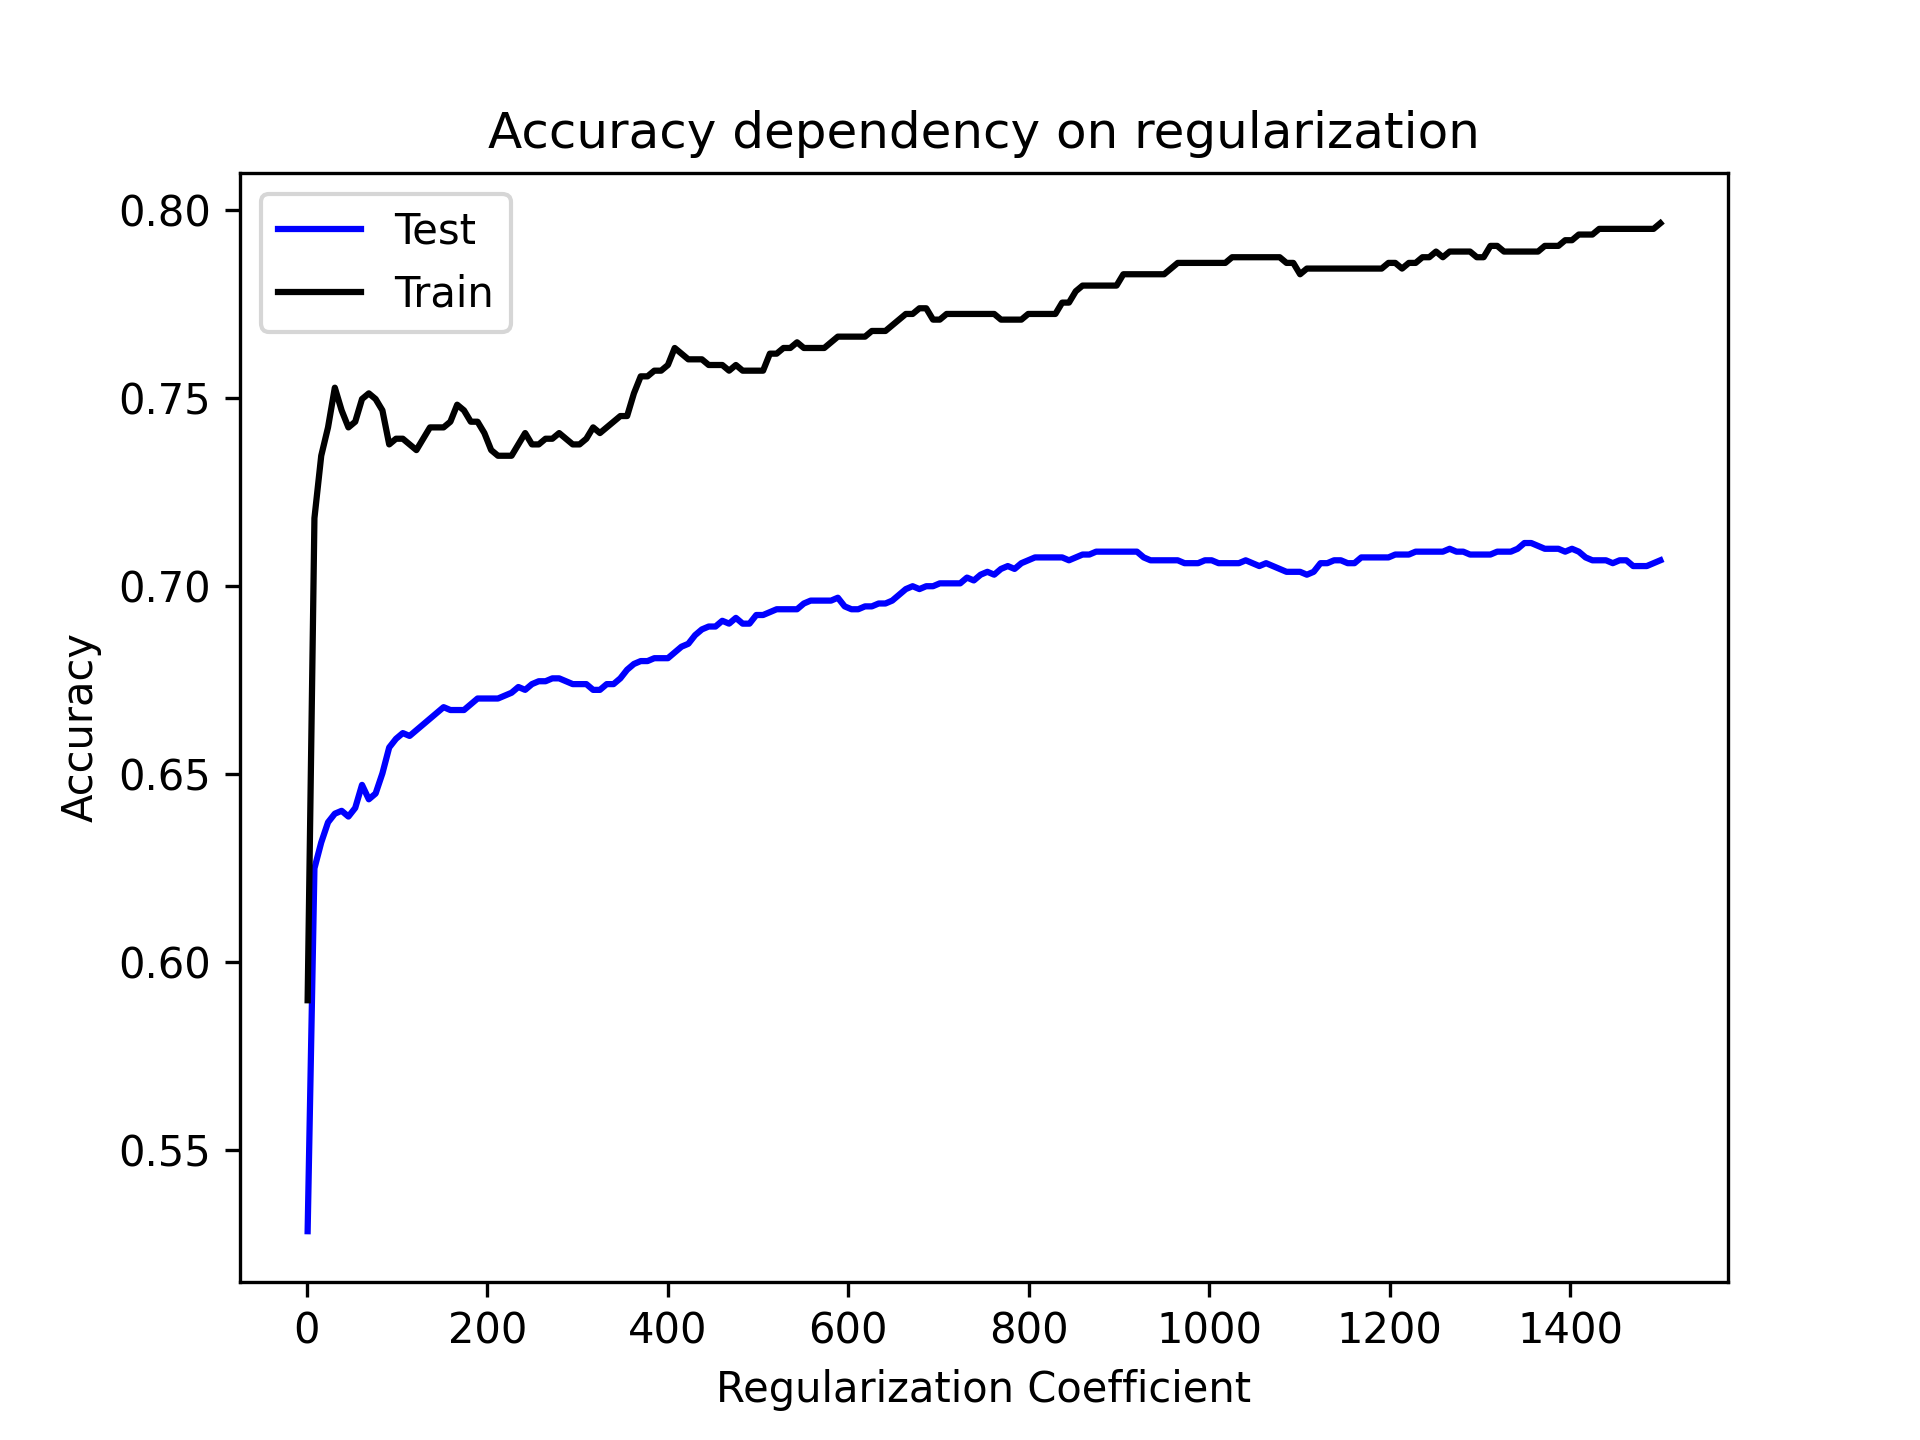 Accuracy dependency on regularization
Test
Train
0.80
0.75
0.70
0.65
0.60
0.55
Accuracy
0 200 400 600 800 1000 1200 1400
Regularization Coefficient